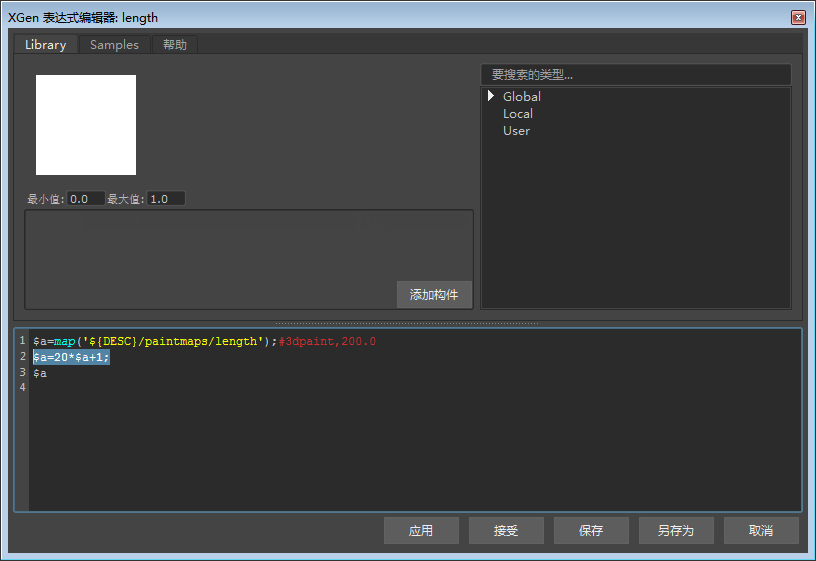 XGen 表达式编辑器: length
Library
Samples
帮助
最小值: 0.0 最大值: 1.0
添加构件
要搜索的类型...
Global
Local
User
1 $a=map('${DESC}/paintmaps/length');#3dpaint,200.0
2 $a=20*$a+1;
3 $a
4
应用
接受
保存
另存为
取消